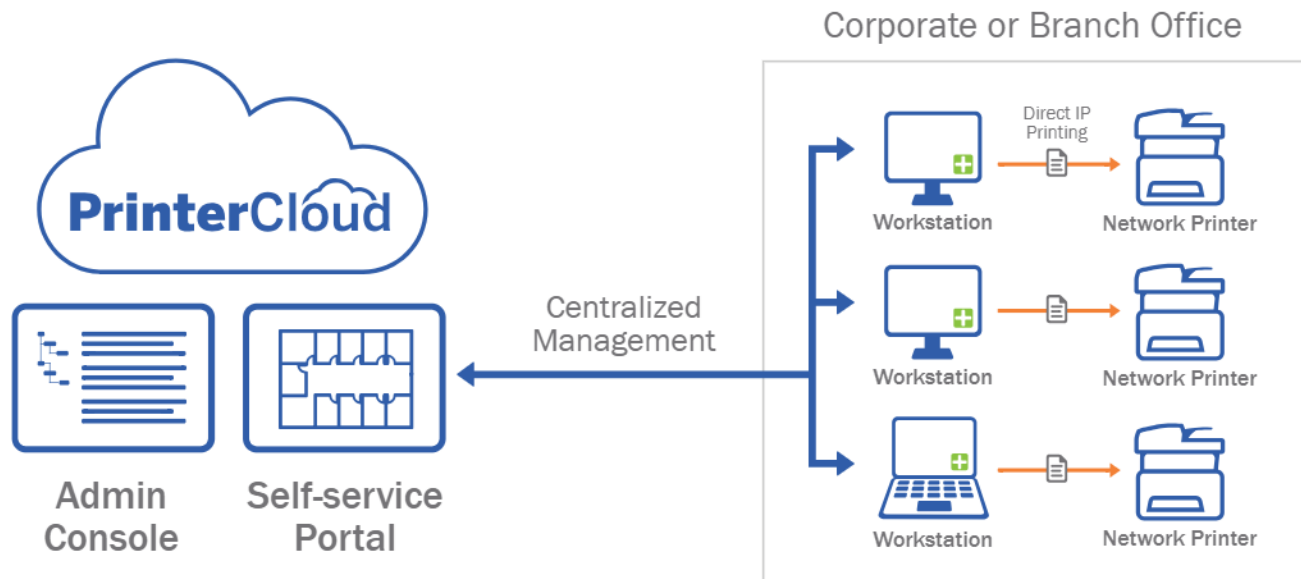 Corporate or Branch Office
PrinterCloud
Admin
Console
Self-service
Portal
Centralized
Management
Direct IP
Printing
Workstation
Network Printer
Workstation
Network Printer
Workstation
Network Printer